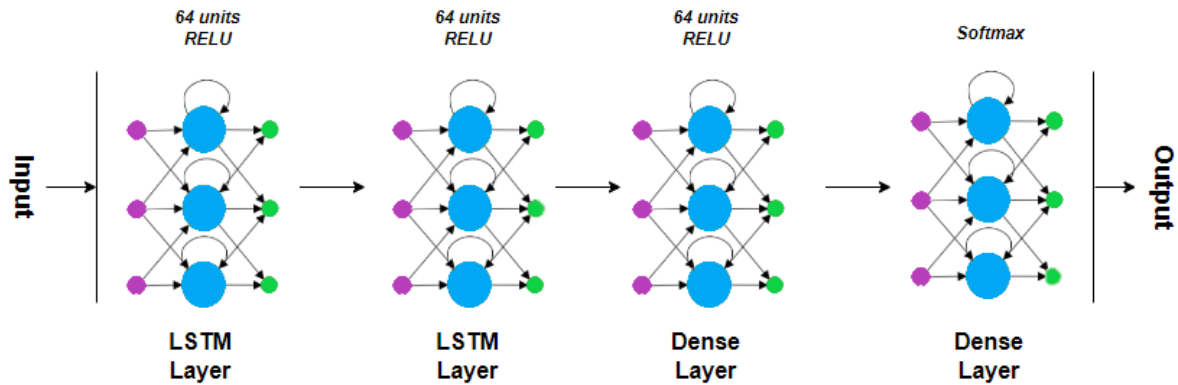 64 units
RELU
64 units
RELU
64 units
RELU
Softmax
Input
Output
LSTM
Layer
LSTM
Layer
Dense
Layer
Dense
Layer